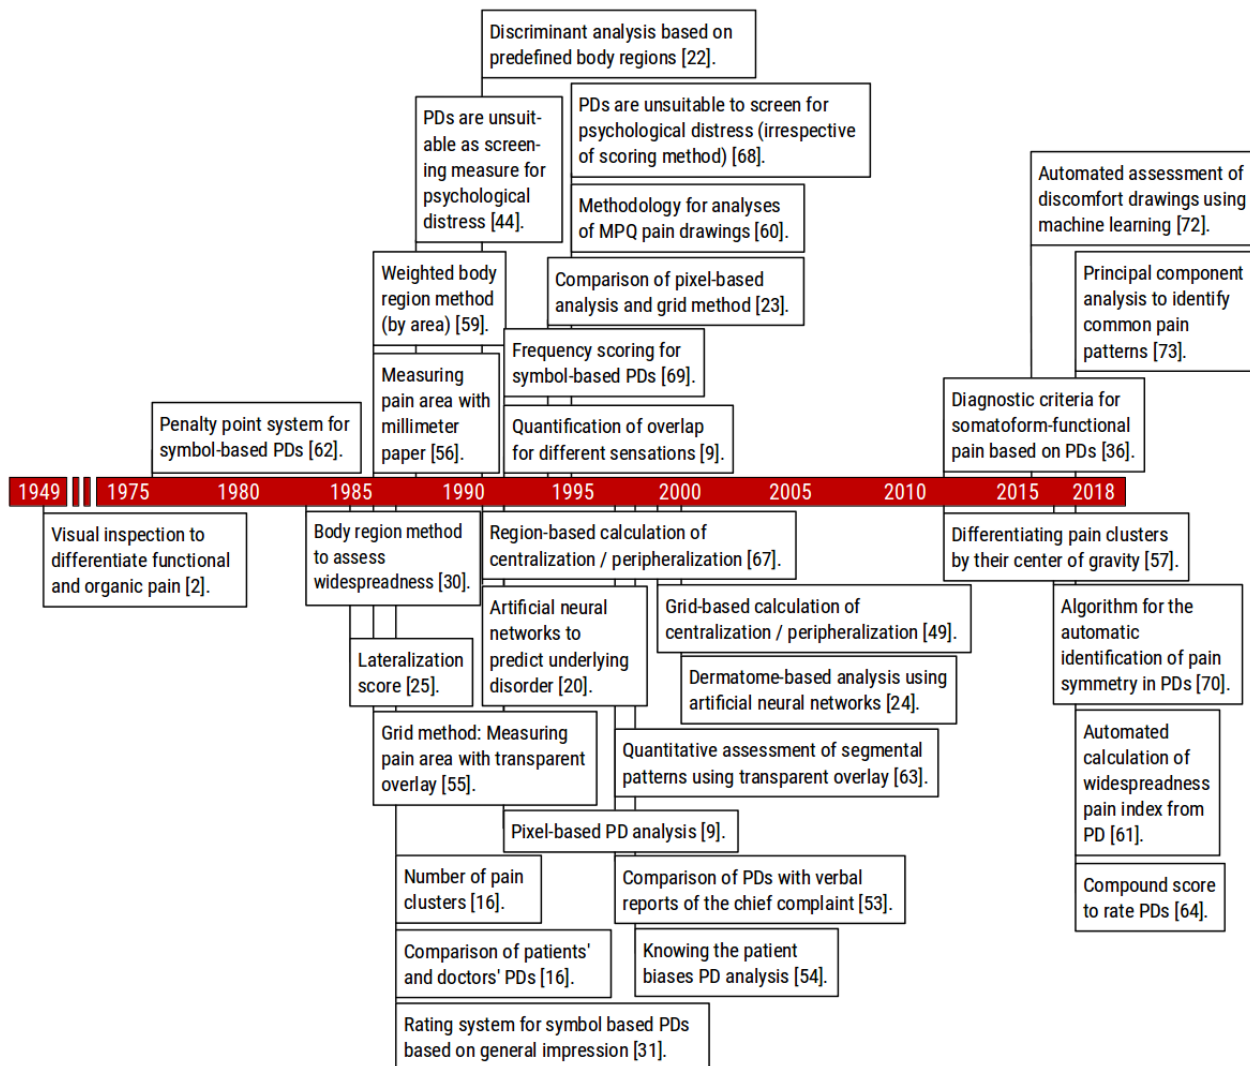 Discriminant analysis based on
predefined body regions [22].
PDs are unsuit-
able as screen-
ing measure for
psychological
distress [44].
PDs are unsuitable to screen for
psychological distress (irrespective
of scoring method) [68].
Automated assessment of
discomfort drawings using
machine learning [72].
Methodology for analyses
of MPQ pain drawings [60].
Weighted body
region method
(by area) [59].
Comparison of pixel-based
analysis and grid method [23].
Principal component
analysis to identify
common pain
patterns [73].
Frequency scoring for
symbol-based PDs [69].
Measuring
pain area with
millimeter
paper [56].
Diagnostic criteria for
somatoform-functional
pain based on PDs [36].
Penalty point system for
symbol-based PDs [62].
Quantification of overlap
for different sensations [9].
1949 1975 1980 1985 1990 1995 2000 2005 2010 2015 2018
Visual inspection to
differentiate functional
and organic pain [2].
Body region method
to assess
widespreadness [30].
Region-based calculation of
centralization / peripheralization [67].
Differentiating pain clusters
by their center of gravity [57].
Artificial neural
networks to
predict underlying
disorder [20].
Grid-based calculation of
centralization / peripheralization [49].
Algorithm for the
automatic
identification of pain
symmetry in PDs [70].
Lateralization
score [25].
Dermatome-based analysis using
artificial neural networks [24].
Grid method: Measuring
pain area with transparent
overlay [55].
Quantitative assessment of segmental
patterns using transparent overlay [63].
Automated
calculation of
widespreadness
pain index from
PD [61].
Pixel-based PD analysis [9].
Number of pain
clusters [16].
Comparison of PDs with verbal
reports of the chief complaint [53].
Compound score
to rate PDs [64].
Comparison of patients'
and doctors' PDs [16].
Knowing the patient
biases PD analysis [54].
Rating system for symbol based PDs
based on general impression [31].